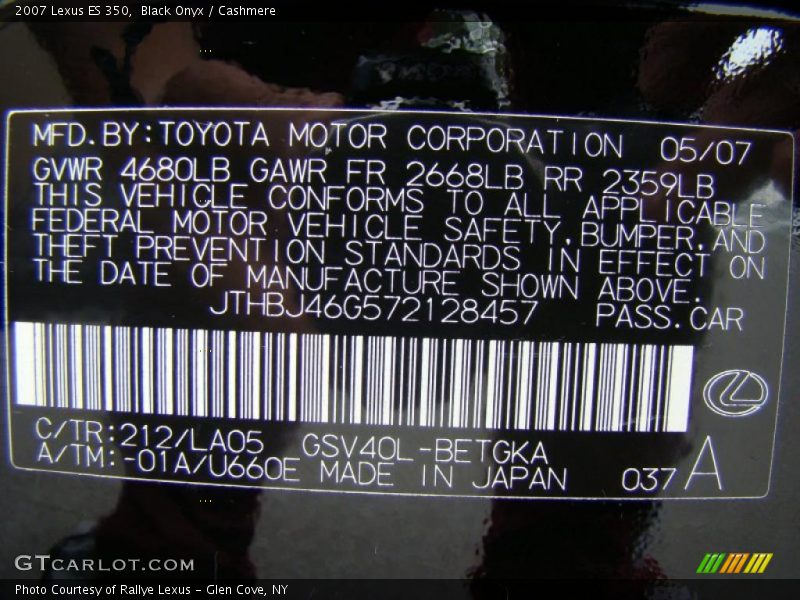 2007 Lexus ES 350, Black Onyx / Cashmere
MFD.BY:TOYOTA MOTOR CORPORATION 05/07
GVWR 4680LB GAWR FR 2668LB RR 2359LB
THIS VEHICLE CONFORMS TO ALL APPLICABLE
FEDERAL MOTOR VEHICLE SAFETY,BUMPER,AND
THEFT PREVENTION STANDARDS IN EFFECT ON
THE DATE OF MANUFACTURE SHOWN ABOVE.
JTHBJ46G572128457 PASS.CAR
C/TR:212/LA05 GSV40L-BETGKA
A/TM:-01A/U660E MADE IN JAPAN 037 A
GTCARLOT.COM
Photo Courtesy of Rallye Lexus - Glen Cove, NY